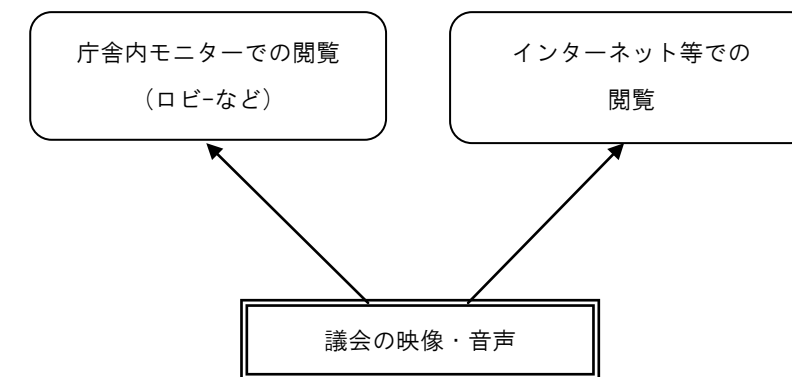 庁舎内モニターでの閲覧
(ロビｰなど)
インターネット等での
閲覧
議会の映像・音声